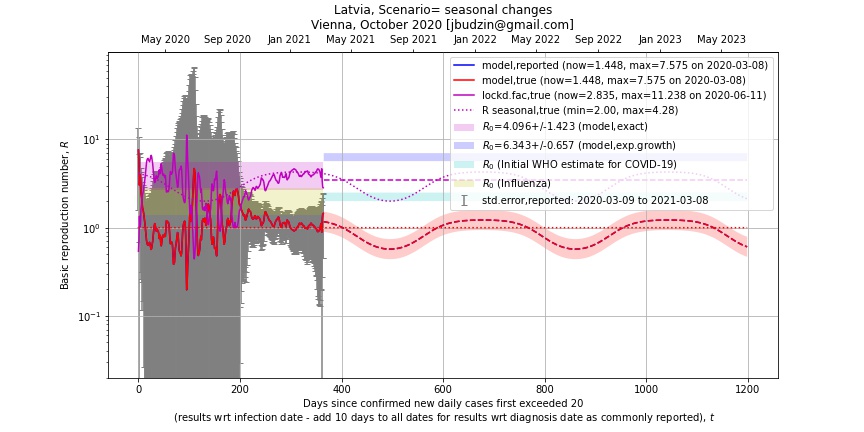 Latvia, Scenario= seasonal changes
Vienna, October 2020 [jbudzin@gmail.com]
May 2020 Sep 2020 Jan 2021 May 2021 Sep 2021 Jan 2022 May 2022 Sep 2022 Jan 2023 May 2023
model,reported (now=1.448, max=7.575 on 2020-03-08)
model,true (now=1.448, max=7.575 on 2020-03-08)
lockd.fac,true (now=2.835, max=11.238 on 2020-06-11)
R seasonal,true (min=2.00, max=4.28)
R₀=4.096+/-1.423 (model,exact)
R₀=6.343+/-0.657 (model,exp.growth)
R₀ (Initial WHO estimate for COVID-19)
R₀ (Influenza)
std.error,reported: 2020-03-09 to 2021-03-08
Basic reproduction number, R
10¹
10⁰
10⁻¹
0 200 400 600 800 1000 1200
Days since confirmed new daily cases first exceeded 20
(results wrt infection date - add 10 days to all dates for results wrt diagnosis date as commonly reported), t